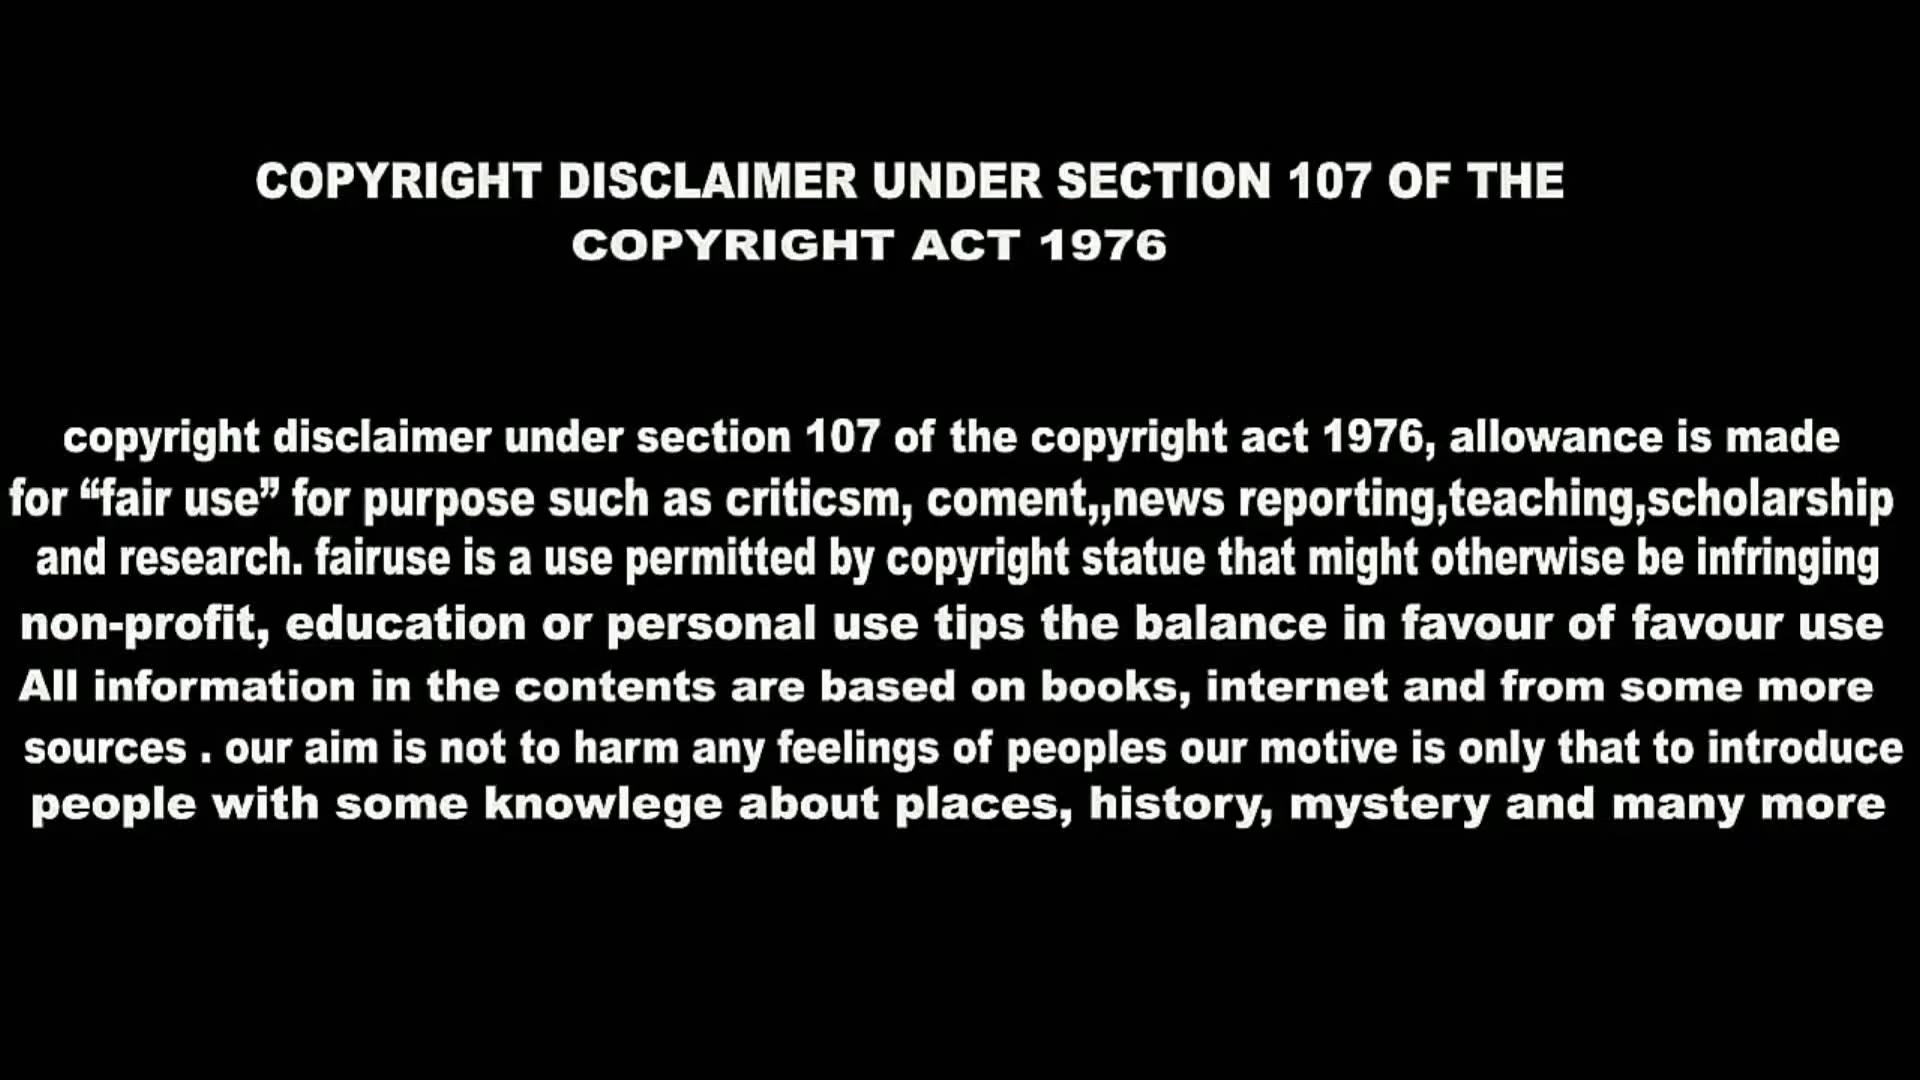 COPYRIGHT DISCLAIMER UNDER SECTION 107 OF THE
COPYRIGHT ACT 1976
copyright disclaimer under section 107 of the copyright act 1976, allowance is made
for “fair use” for purpose such as criticsm, coment,,news reporting,teaching,scholarship
and research. fairuse is a use permitted by copyright statue that might otherwise be infringing
non-profit, education or personal use tips the balance in favour of favour use
All information in the contents are based on books, internet and from some more
sources . our aim is not to harm any feelings of peoples our motive is only that to introduce
people with some knowlege about places, history, mystery and many more